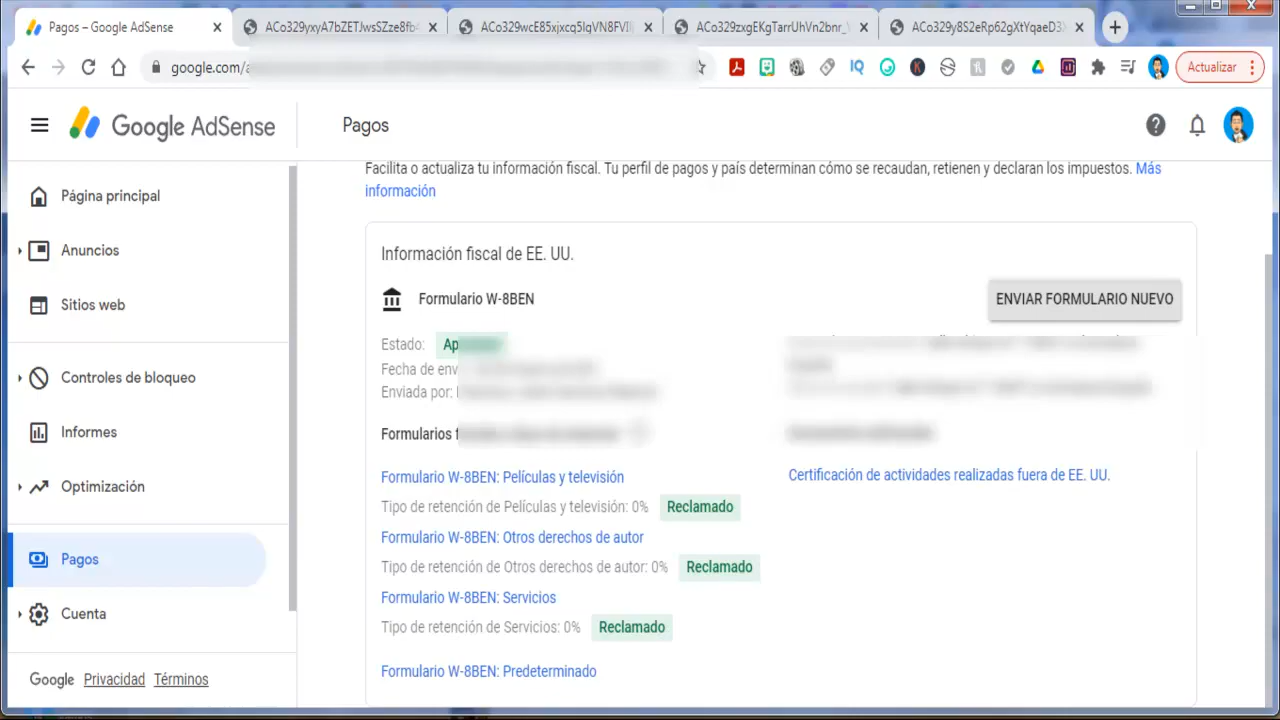 Pagos – Google AdSense
ACo329yxyA7bZETJwsSZze8fb4
ACo329wcE85xjxcq5lqVN8FVIl
ACo329zxgEKgTarrUhVn2bnr_
ACo329y8S2eRp62gXtYqaeD3
google.com/a
Actualizar
Google AdSense
Pagos
Página principal
Anuncios
Sitios web
Controles de bloqueo
Informes
Optimización
Pagos
Cuenta
Google Privacidad Términos
Facilita o actualiza tu información fiscal. Tu perfil de pagos y país determinan cómo se recaudan, retienen y declaran los impuestos. Más
información
Información fiscal de EE. UU.
Formulario W-8BEN
ENVIAR FORMULARIO NUEVO
Estado: Ap
Fecha de env
Enviada por:
Formularios
Formulario W-8BEN: Películas y televisión
Tipo de retención de Películas y televisión: 0% Reclamado
Formulario W-8BEN: Otros derechos de autor
Tipo de retención de Otros derechos de autor: 0% Reclamado
Formulario W-8BEN: Servicios
Tipo de retención de Servicios: 0% Reclamado
Formulario W-8BEN: Predeterminado
Certificación de actividades realizadas fuera de EE. UU.